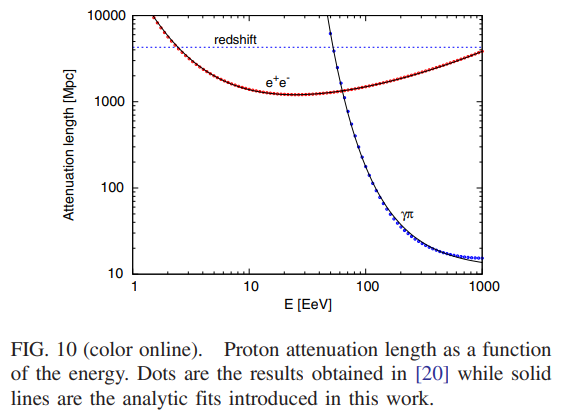 10000
redshift
e+e-
1000
Attenuation length [Mpc]
100
γπ
10
1 10 100 1000
E [EeV]
FIG. 10 (color online). Proton attenuation length as a function
of the energy. Dots are the results obtained in [20] while solid
lines are the analytic fits introduced in this work.